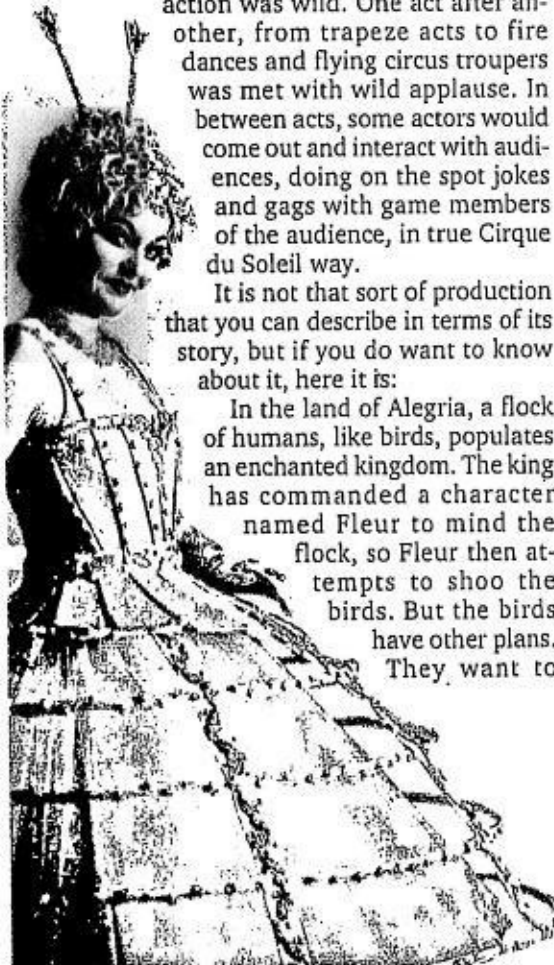 action was wild. One act after an-
other, from trapeze acts to fire
dances and flying circus troupers
was met with wild applause. In
between acts, some actors would
come out and interact with audi-
ences, doing on the spot jokes
and gags with game members
of the audience, in true Cirque
du Soleil way.
It is not that sort of production
that you can describe in terms of its
story, but if you do want to know
about it, here it is:
In the land of Alegria, a flock
of humans, like birds, populates
an enchanted kingdom. The king
has commanded a character
named Fleur to mind the
flock, so Fleur then at-
tempts to shoo the
birds. But the birds
have other plans.
They want to